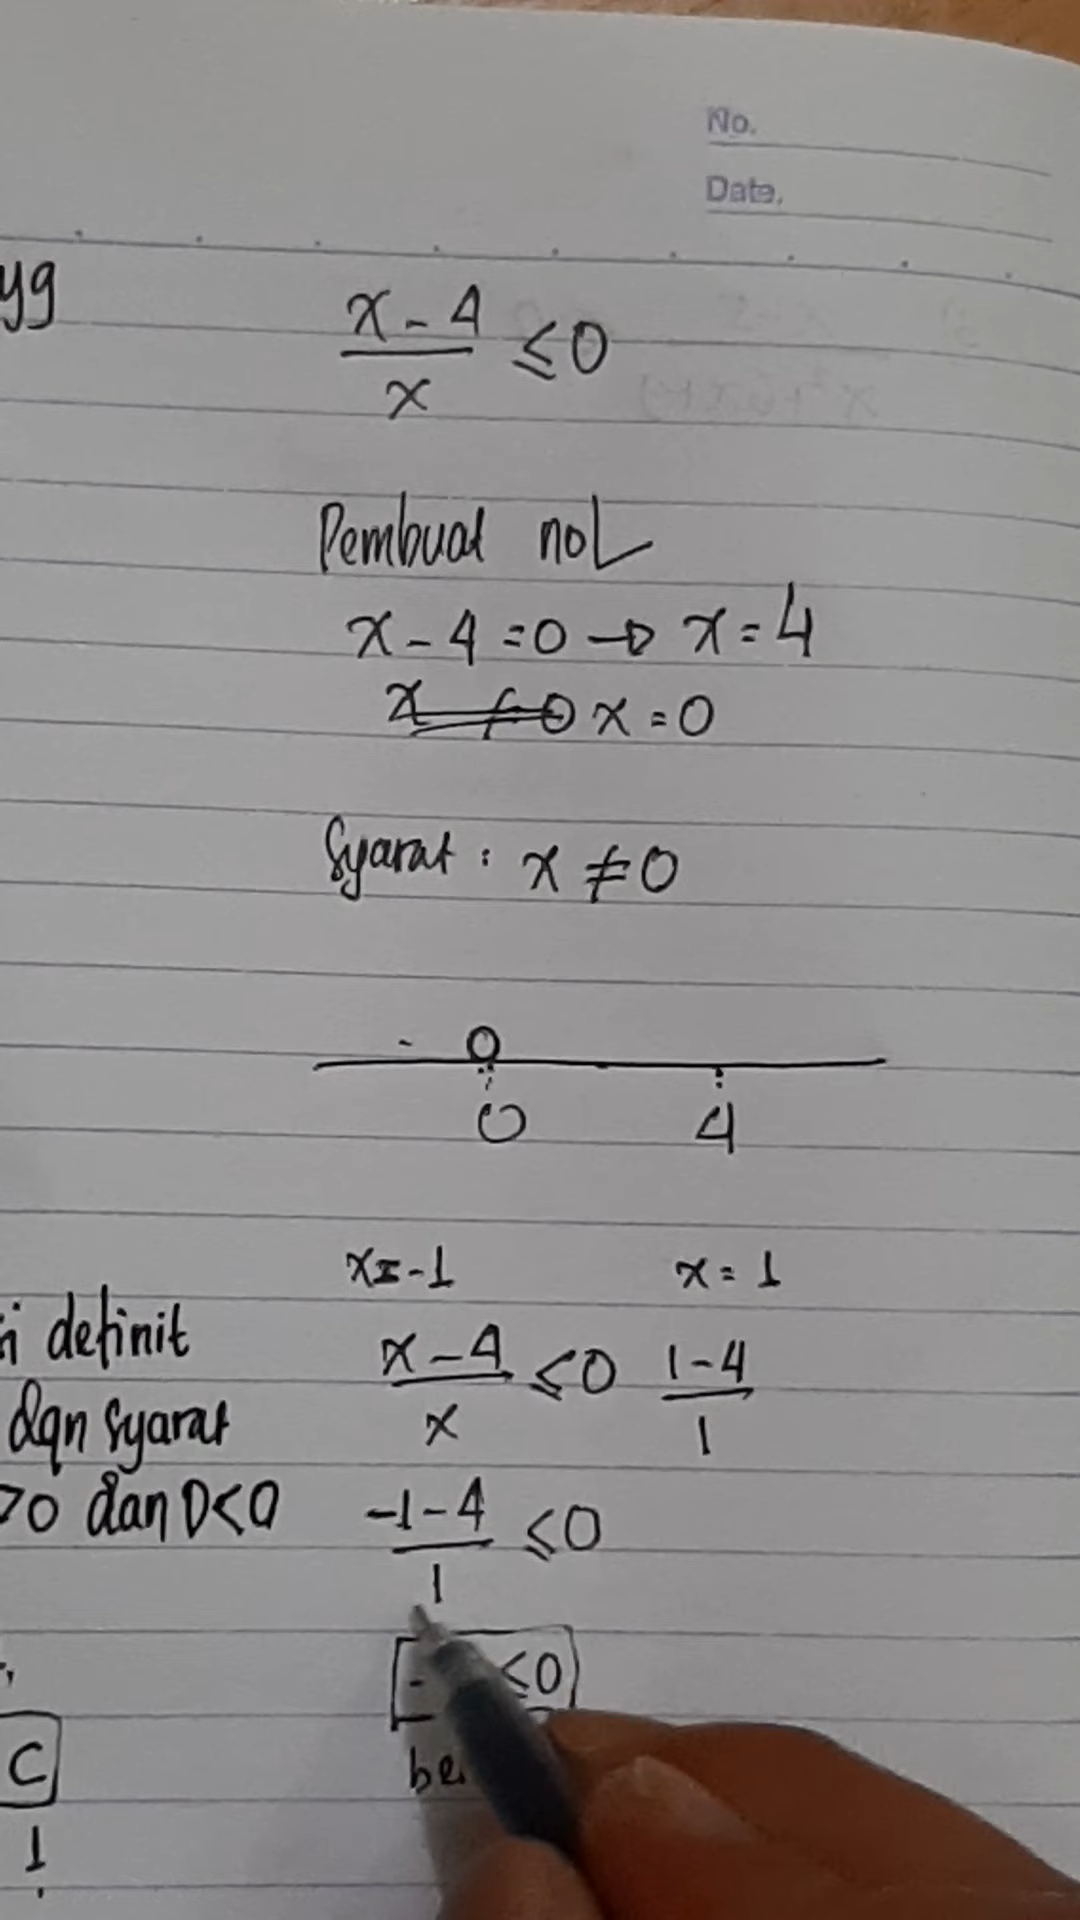 No.
Date.
yg
x - 4
x
≤ 0
Pembuat nol
x - 4 = 0 → x = 4
x = 0
Syarat : x ≠ 0
0 4
x = -1 x = 1
definit
x - 4
x
≤ 0
1 - 4
1
dgn syarat
>0 dan D<0
-1 - 4
1
≤ 0
- ≤ 0
C
1